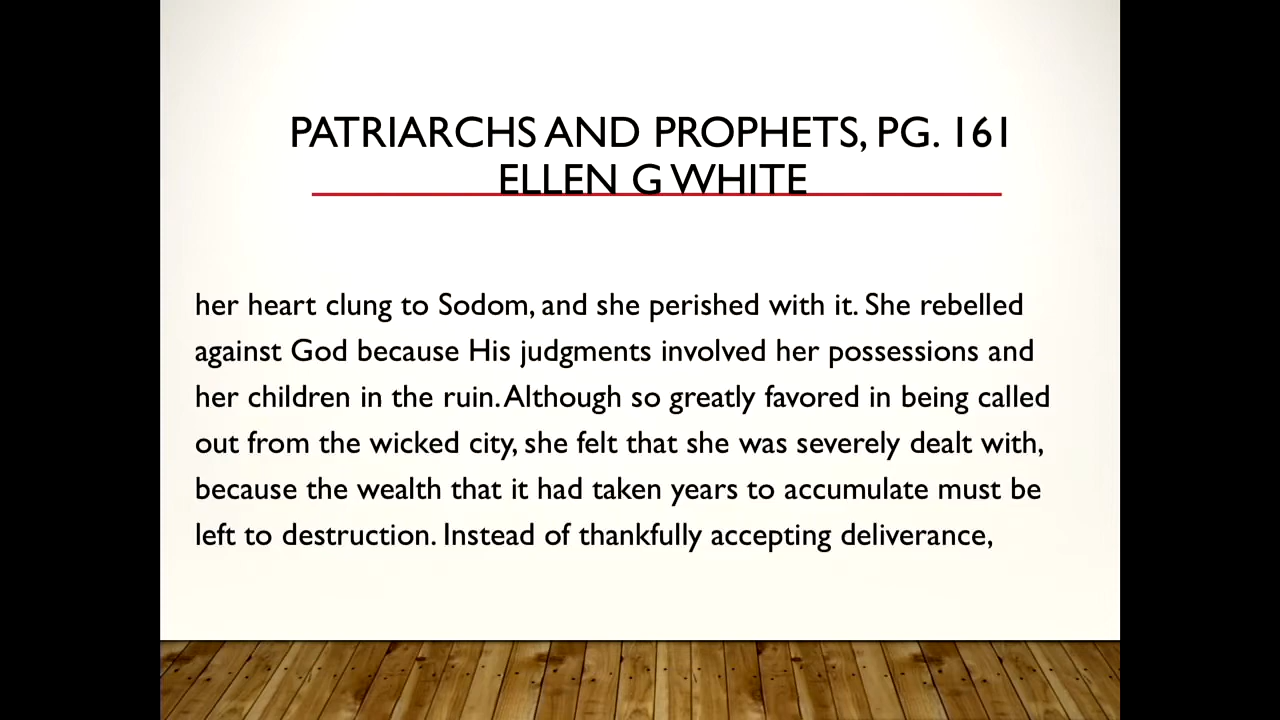 PATRIARCHS AND PROPHETS, PG. 161
ELLEN G WHITE
her heart clung to Sodom, and she perished with it. She rebelled
against God because His judgments involved her possessions and
her children in the ruin. Although so greatly favored in being called
out from the wicked city, she felt that she was severely dealt with,
because the wealth that it had taken years to accumulate must be
left to destruction. Instead of thankfully accepting deliverance,